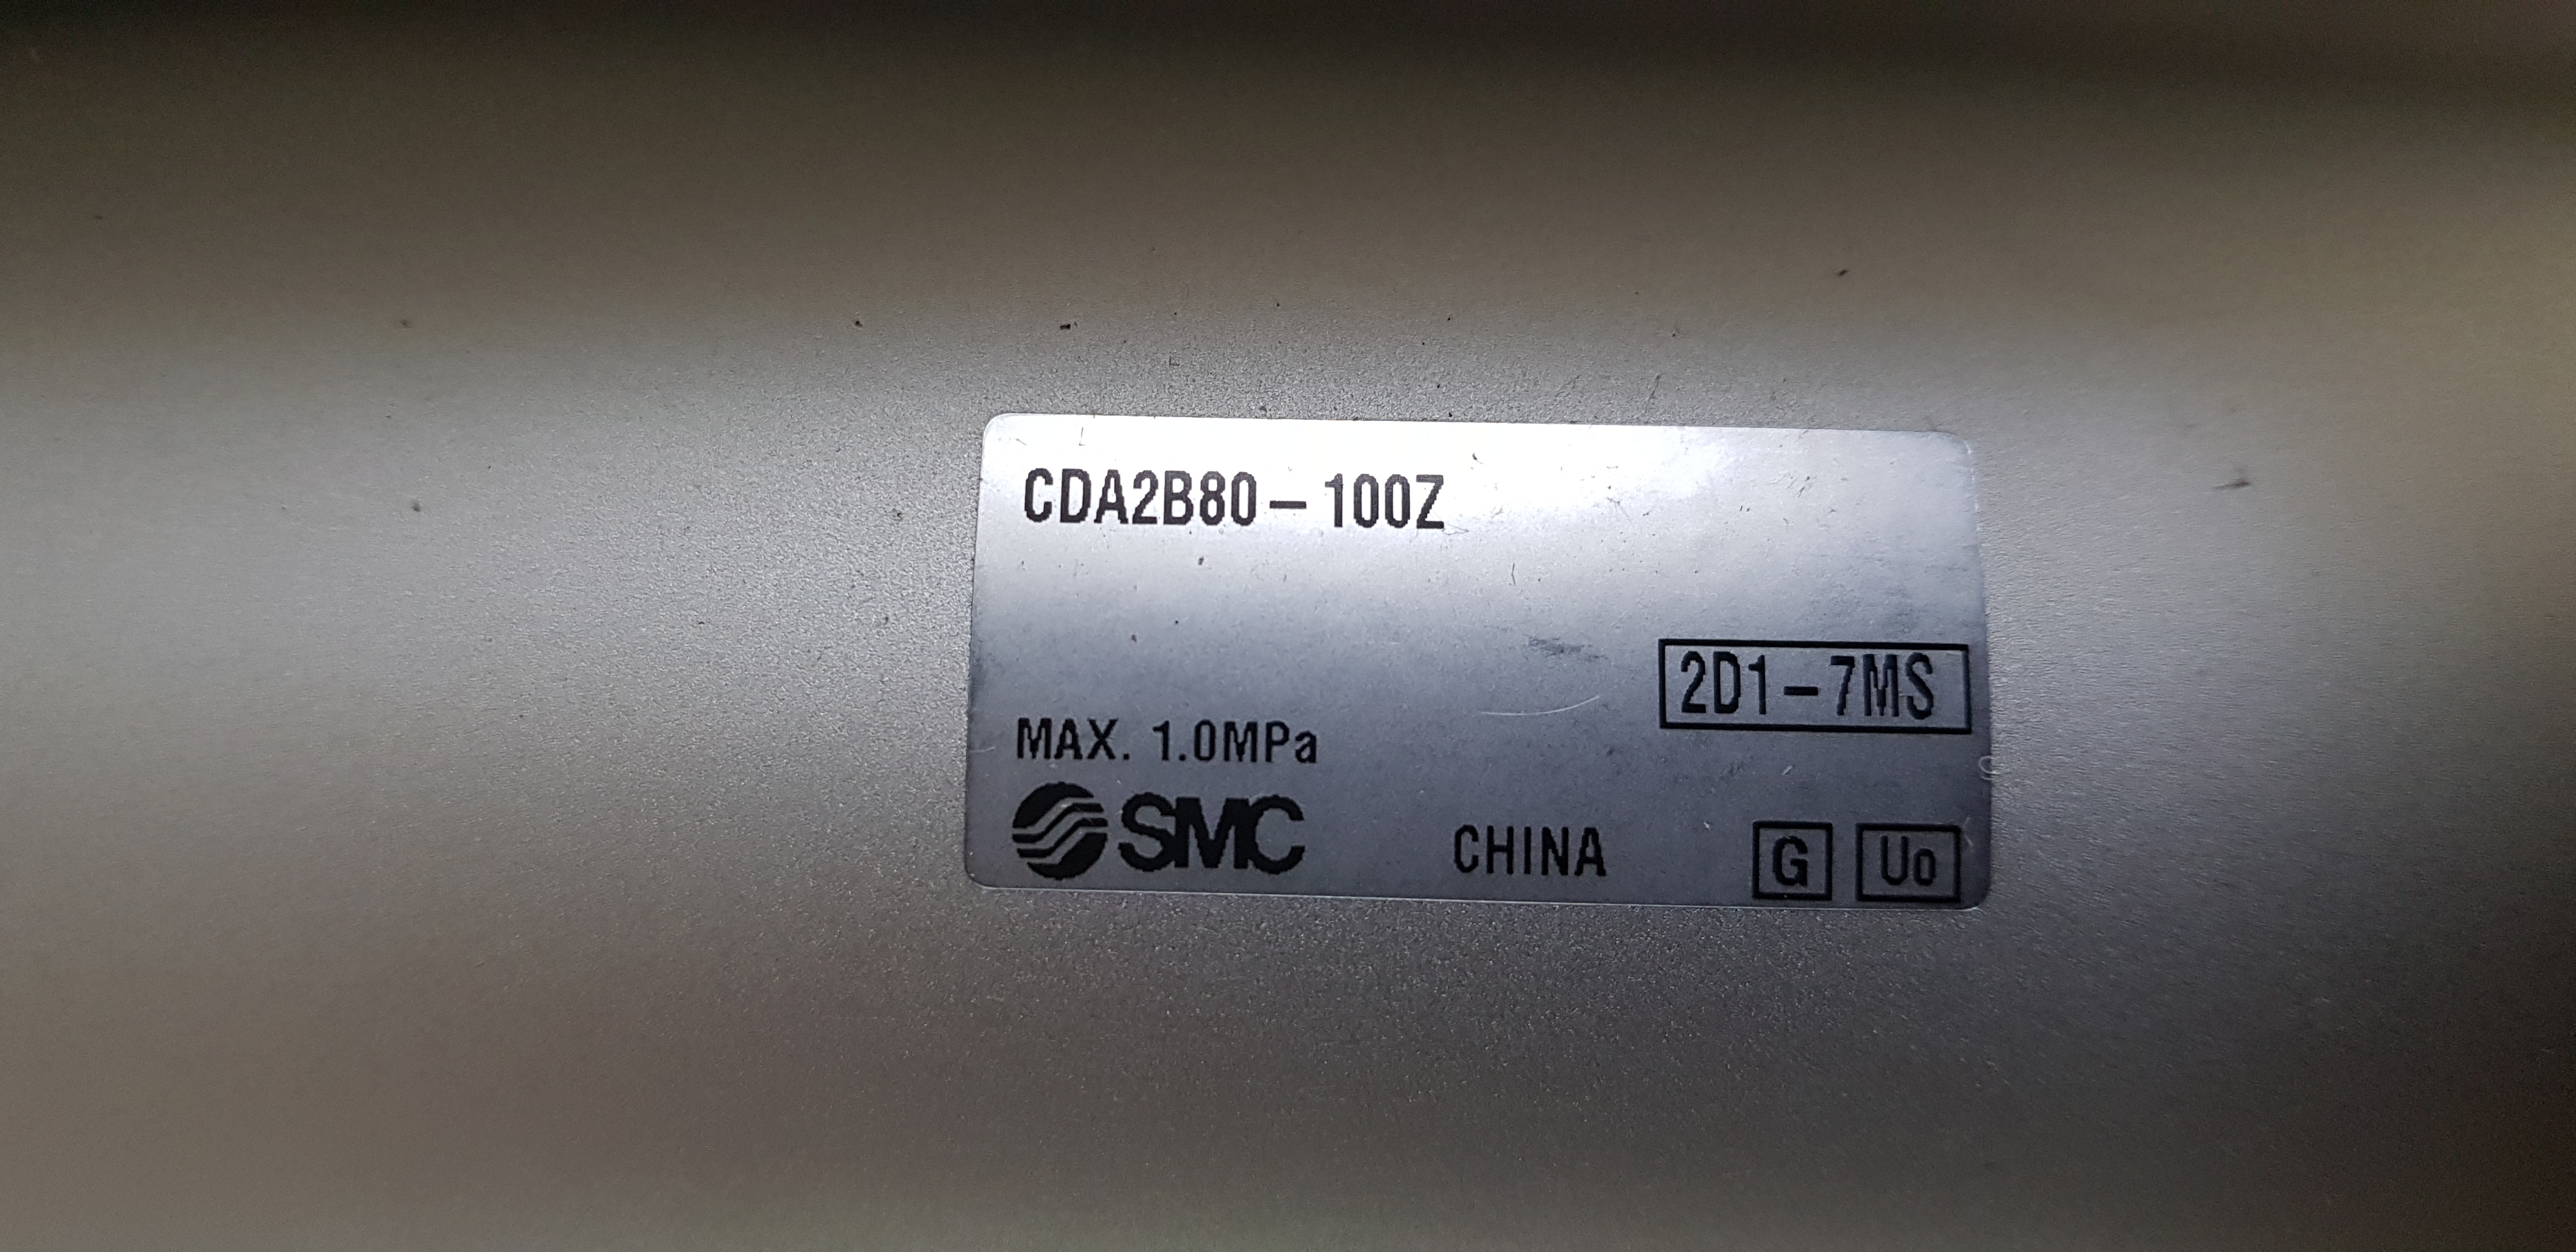 CDA2B80-100Z
2D1-7MS
MAX. 1.0MPa
SMC CHINA G Uo